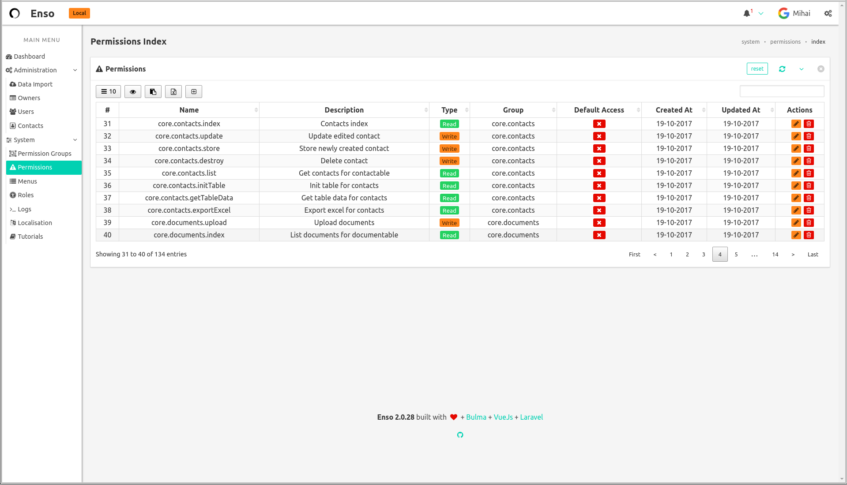 Enso Local 1 Mihai
MAIN MENU
Dashboard
Administration
Data Import
Owners
Users
Contacts
System
Permission Groups
Permissions
Menus
Roles
Logs
Localisation
Tutorials
Permissions Index system permissions index
Permissions reset
10
# Name Description Type Group Default Access Created At Updated At Actions
31 core.contacts.index Contacts index Read core.contacts 19-10-2017 19-10-2017
32 core.contacts.update Update edited contact Write core.contacts 19-10-2017 19-10-2017
33 core.contacts.store Store newly created contact Write core.contacts 19-10-2017 19-10-2017
34 core.contacts.destroy Delete contact Write core.contacts 19-10-2017 19-10-2017
35 core.contacts.list Get contacts for contactable Read core.contacts 19-10-2017 19-10-2017
36 core.contacts.initTable Init table for contacts Read core.contacts 19-10-2017 19-10-2017
37 core.contacts.getTableData Get table data for contacts Read core.contacts 19-10-2017 19-10-2017
38 core.contacts.exportExcel Export excel for contacts Read core.contacts 19-10-2017 19-10-2017
39 core.documents.upload Upload documents Write core.documents 19-10-2017 19-10-2017
40 core.documents.index List documents for documentable Read core.documents 19-10-2017 19-10-2017
Showing 31 to 40 of 134 entries First « 1 2 3 4 5 ... 14 » Last
Enso 2.0.28 built with ❤ + Bulma + VueJs + Laravel